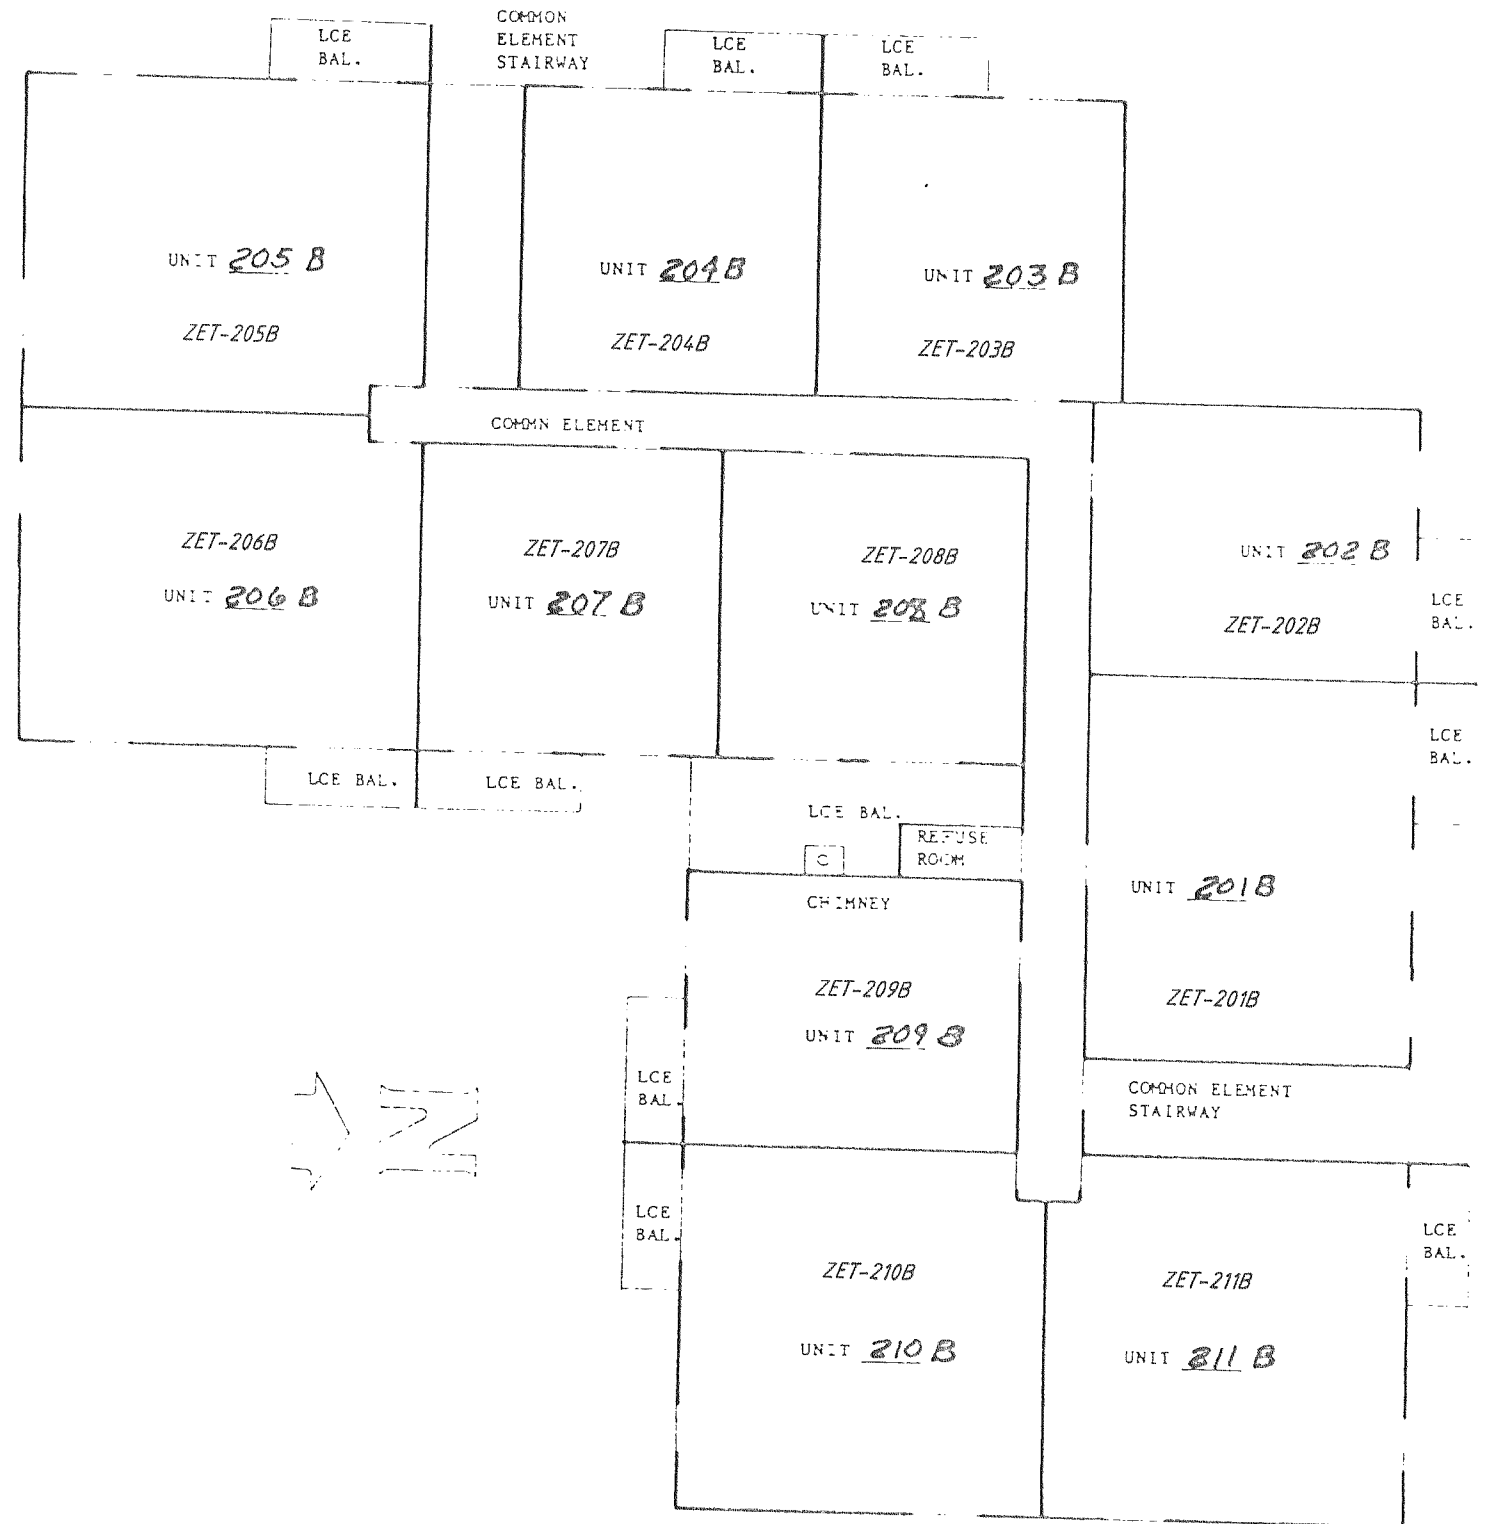 LCE
BAL.
COMMON
ELEMENT
STAIRWAY
LCE
BAL.
LCE
BAL.
UNIT 205 B
ZET-205B
UNIT 204 B
ZET-204B
UNIT 203 B
ZET-203B
COMMN ELEMENT
ZET-206B
UNIT 206 B
ZET-207B
UNIT 207 B
ZET-208B
UNIT 208 B
UNIT 202 B
ZET-202B
LCE
BAL.
LCE
BAL.
LCE BAL.
LCE BAL.
LCE BAL.
REFUSE
ROOM
C
CHIMNEY
UNIT 201 B
ZET-201B
ZET-209B
UNIT 209 B
LCE
BAL.
COMMON ELEMENT
STAIRWAY
N
LCE
BAL.
LCE
BAL.
ZET-210B
UNIT 210 B
ZET-211B
UNIT 211 B